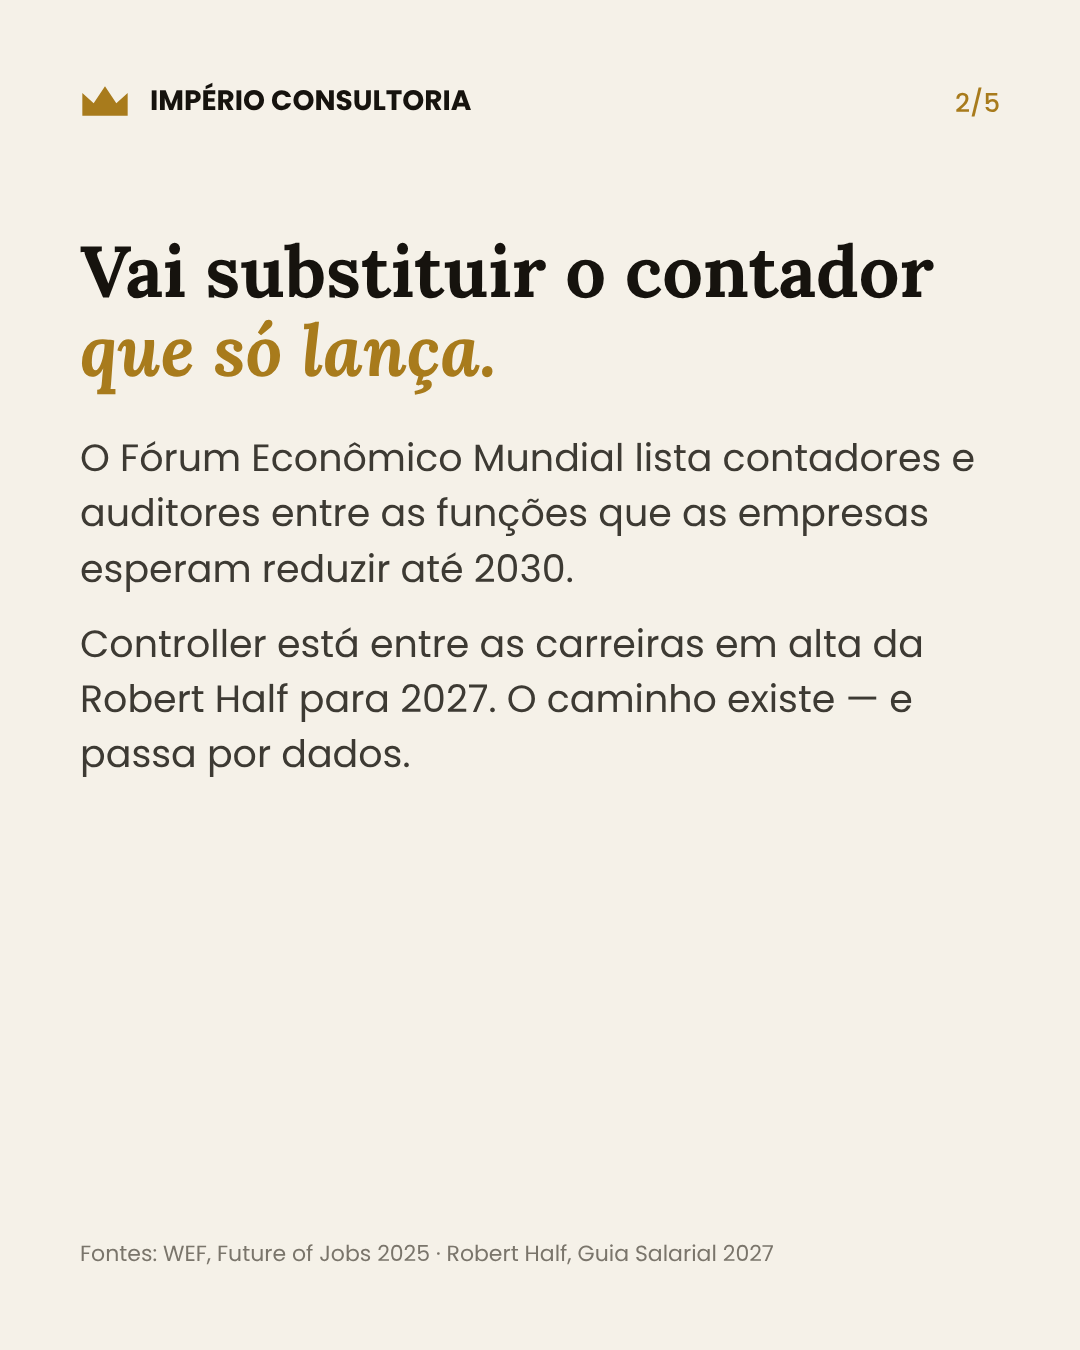 IMPÉRIO CONSULTORIA
2/5
Vai substituir o contador
que só lança.
O Fórum Econômico Mundial lista contadores e
auditores entre as funções que as empresas
esperam reduzir até 2030.
Controller está entre as carreiras em alta da
Robert Half para 2027. O caminho existe — e
passa por dados.
Fontes: WEF, Future of Jobs 2025 · Robert Half, Guia Salarial 2027